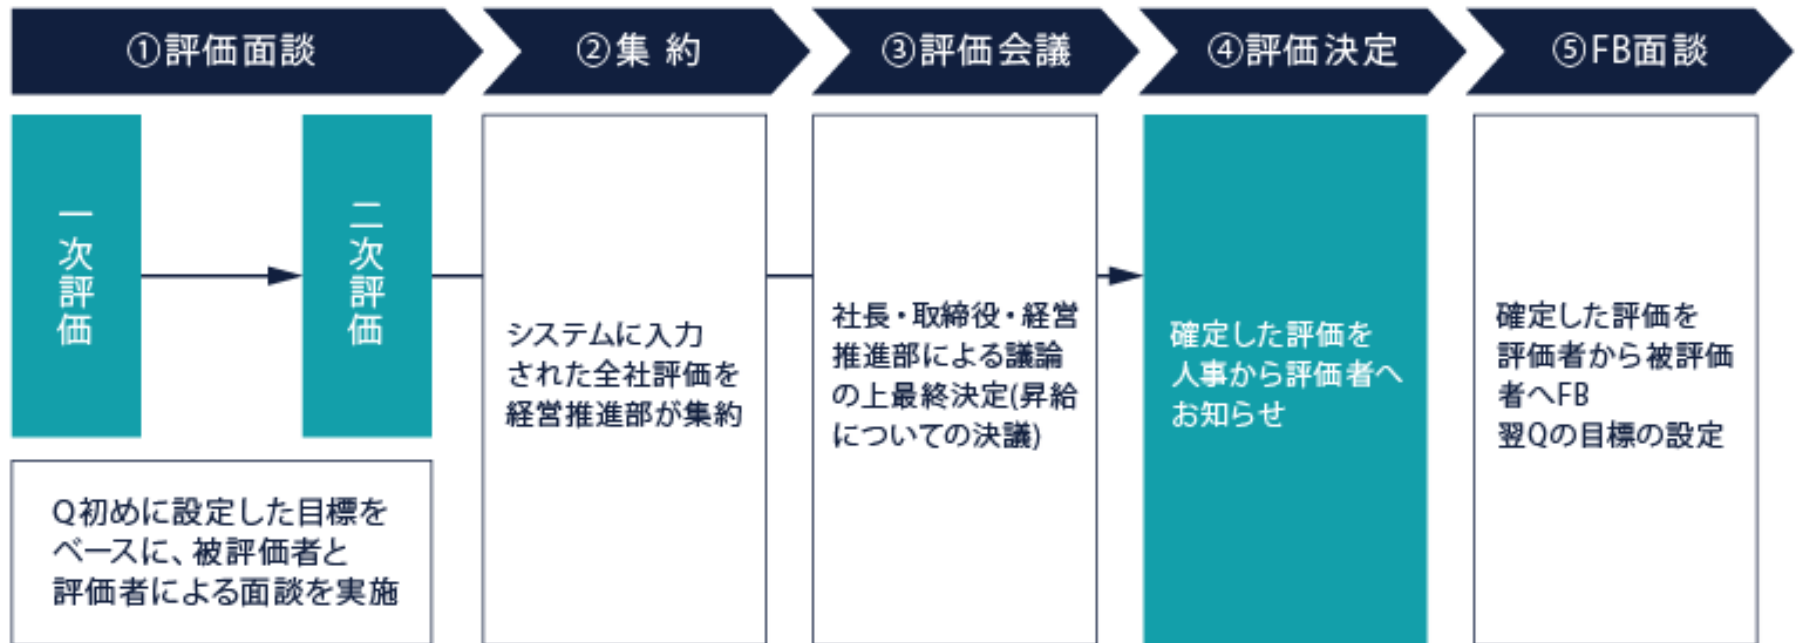 ①評価面談
②集 約
③評価会議
④評価決定
⑤FB面談
一次評価
二次評価
Q初めに設定した目標を
ベースに、被評価者と
評価者による面談を実施
システムに入力
された全社評価を
経営推進部が集約
社長・取締役・経営
推進部による議論
の上最終決定(昇給
についての決議)
確定した評価を
人事から評価者へ
お知らせ
確定した評価を
評価者から被評価
者へFB
翌Qの目標の設定